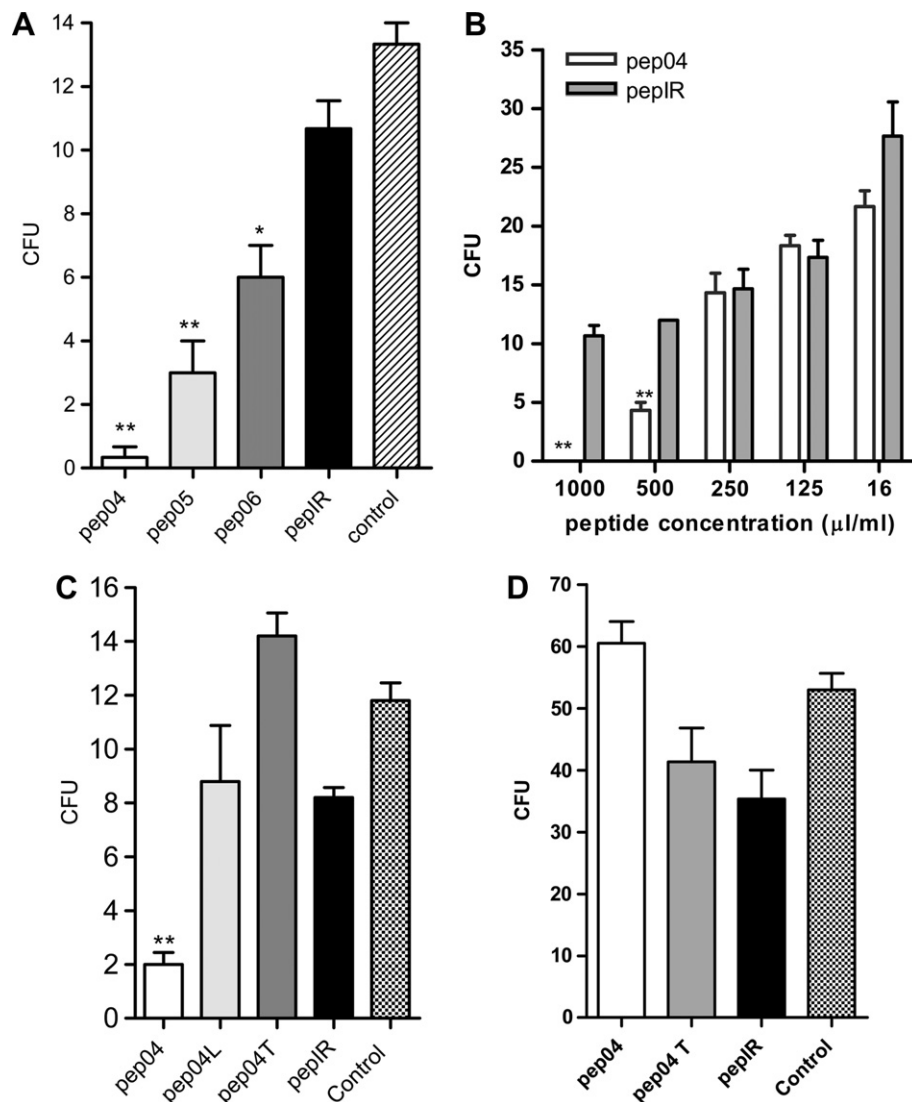 A
CFU
14
12
10
8
6
4
2
0
**
**
*
pep04
pep05
pep06
pepIR
control
B
CFU
35
30
25
20
15
10
5
0
pep04
pepIR
**
**
1000 500 250 125 16
peptide concentration (µl/ml)
C
CFU
16
14
12
10
8
6
4
2
0
**
pep04
pep04L
pep04T
pepIR
Control
D
CFU
70
60
50
40
30
20
10
0
pep04
pep04 T
pepIR
Control